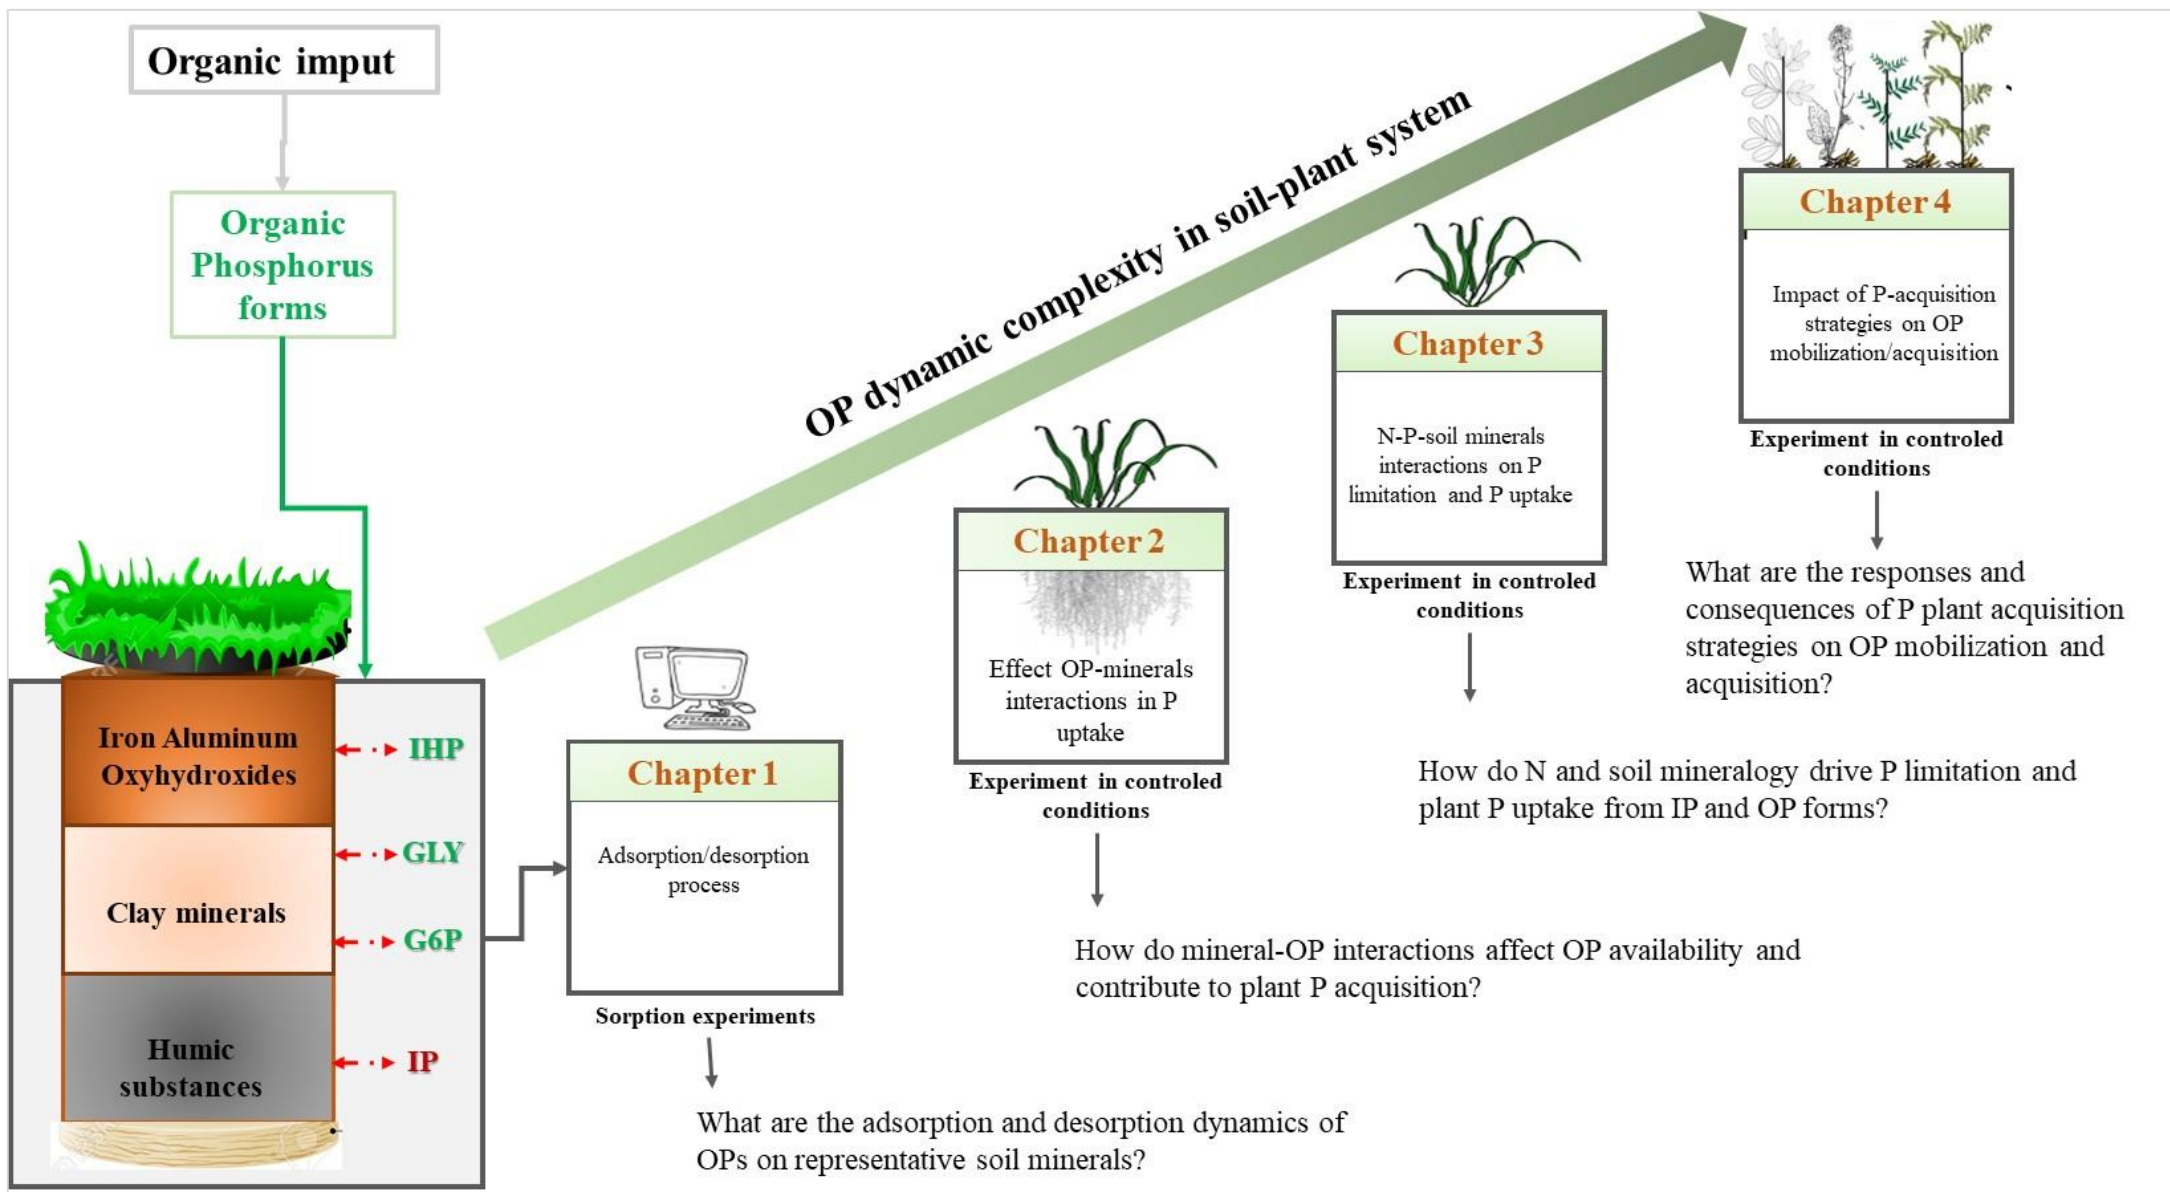 Organic imput
Organic
Phosphorus
forms
OP dynamic complexity in soil-plant system
Iron Aluminum
Oxyhydroxides
Clay minerals
Humic
substances
IHP
GLY
G6P
IP
Chapter 1
Adsorption/desorption
process
Sorption experiments
What are the adsorption and desorption dynamics of
OPs on representative soil minerals?
Chapter 2
Effect OP-minerals
interactions in P
uptake
Experiment in controled
conditions
How do mineral-OP interactions affect OP availability and
contribute to plant P acquisition?
Chapter 3
N-P-soil minerals
interactions on P
limitation and P uptake
Experiment in controled
conditions
How do N and soil mineralogy drive P limitation and
plant P uptake from IP and OP forms?
Chapter 4
Impact of P-acquisition
strategies on OP
mobilization/acquisition
Experiment in controled
conditions
What are the responses and
consequences of P plant acquisition
strategies on OP mobilization and
acquisition?